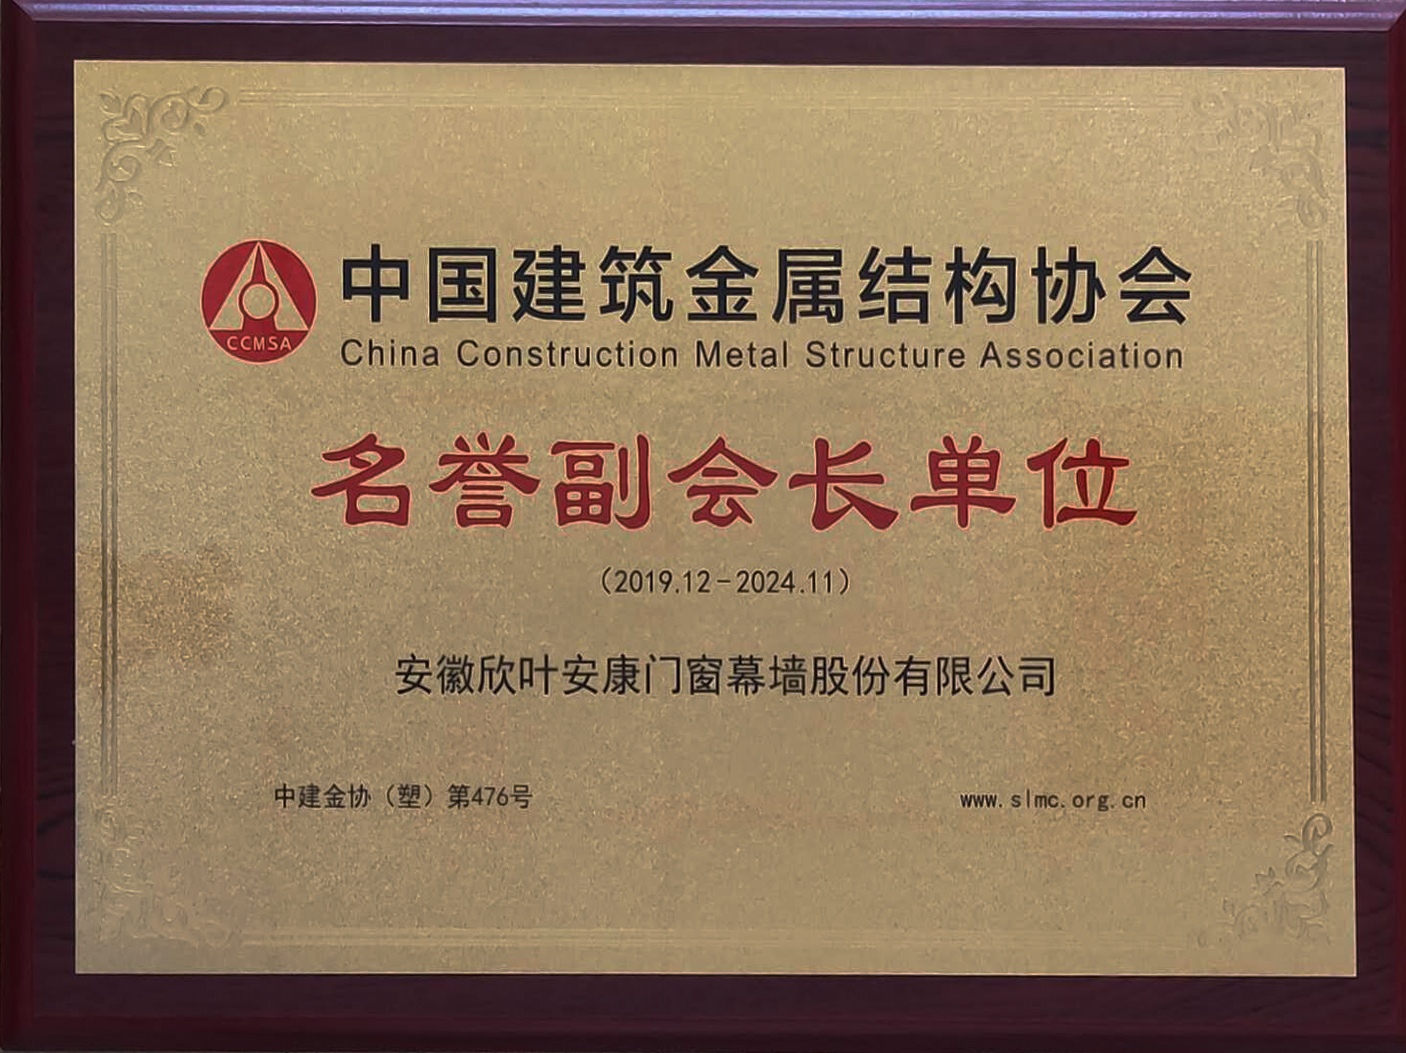 中国建筑金属结构协会
CCMSA
China Construction Metal Structure Association
名誉副会长单位
（2019.12-2024.11）
安徽欣叶安康门窗幕墙股份有限公司
中建金协（塑）第476号
www.slmc.org.cn